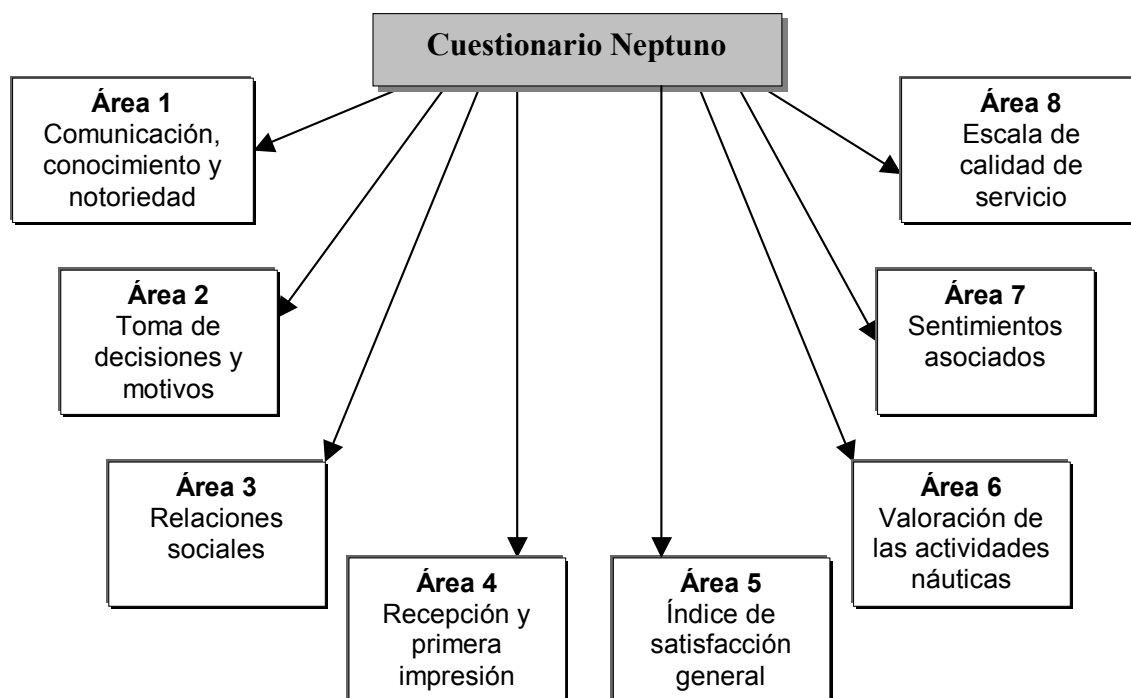 Cuestionario Neptuno
Área 1
Comunicación,
conocimiento y
notoriedad
Área 2
Toma de
decisiones y
motivos
Área 3
Relaciones
sociales
Área 4
Recepción y
primera
impresión
Área 5
Índice de
satisfacción
general
Área 6
Valoración de
las actividades
náuticas
Área 7
Sentimientos
asociados
Área 8
Escala de
calidad de
servicio